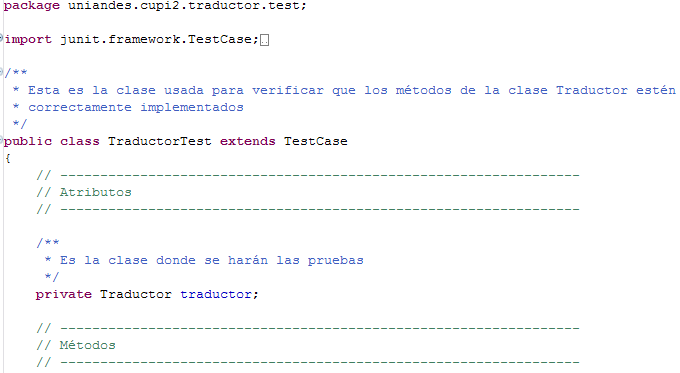 package uniandes.cupi2.traductor.test;
import junit.framework.TestCase;
/**
* Esta es la clase usada para verificar que los métodos de la clase Traductor estén
* correctamente implementados
*/
public class TraductorTest extends TestCase
{
// -----------------------------------------------------------------
// Atributos
// -----------------------------------------------------------------
/**
* Es la clase donde se harán las pruebas
*/
private Traductor traductor;
// -----------------------------------------------------------------
// Métodos
// -----------------------------------------------------------------